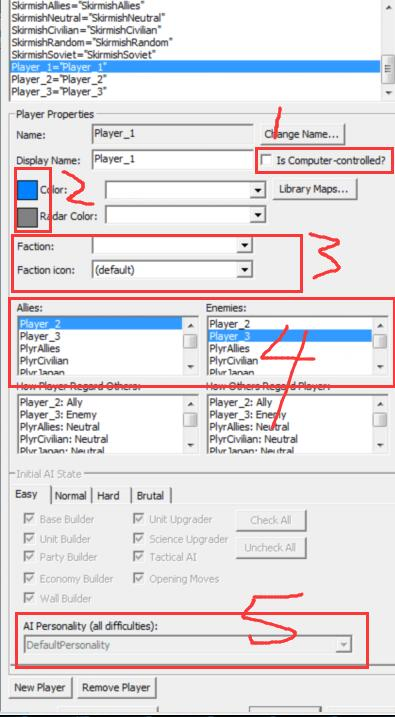 SkirmishAllies="SkirmishAllies"
SkirmishNeutral="SkirmishNeutral"
SkirmishCivilian="SkirmishCivilian"
SkirmishRandom="SkirmishRandom"
SkirmishSoviet="SkirmishSoviet"
Player_1="Player_1"
Player_2="Player_2"
Player_3="Player_3"
Player Properties
1
Name: Player_1 Change Name...
Display Name: Player_1 Is Computer-controlled?
2
Color: Library Maps...
Radar Color:
3
Faction:
Faction icon: (default)
Allies: Enemies:
4
Player_2 Player_2
Player_3 Player_3
PlyrAllies PlyrAllies
PlyrCivilian PlyrCivilian
PlyrJapan PlyrJapan
How Player Regard Others: How Others Regard Player:
Player_2: Ally Player_2: Ally
Player_3: Enemy Player_3: Enemy
PlyrAllies: Neutral PlyrAllies: Neutral
PlyrCivilian: Neutral PlyrCivilian: Neutral
PlyrJapan: Neutral PlyrJapan: Neutral
Initial AI State
Easy Normal Hard Brutal
Base Builder Unit Upgrader Check All
Unit Builder Science Upgrader Uncheck All
Party Builder Tactical AI
Economy Builder Opening Moves
Wall Builder
5
AI Personality (all difficulties):
DefaultPersonality
New Player Remove Player